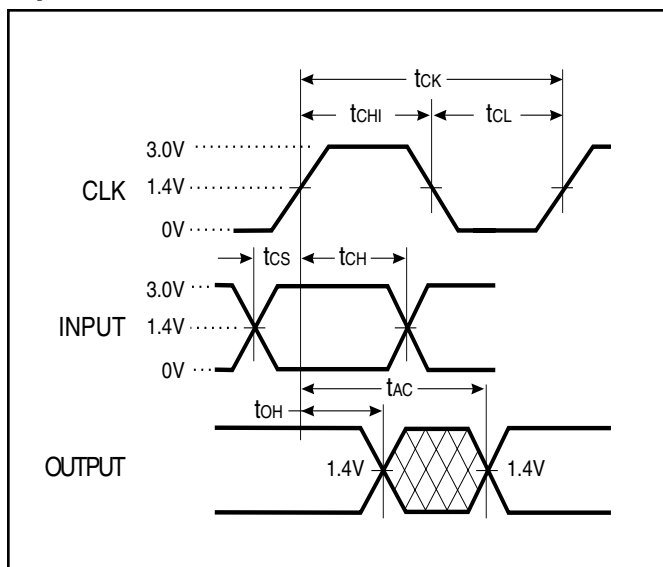 tCK
tCHI tCL
3.0V
CLK 1.4V
0V
tCS tCH
3.0V
INPUT 1.4V
0V
tAC
tOH
OUTPUT 1.4V 1.4V